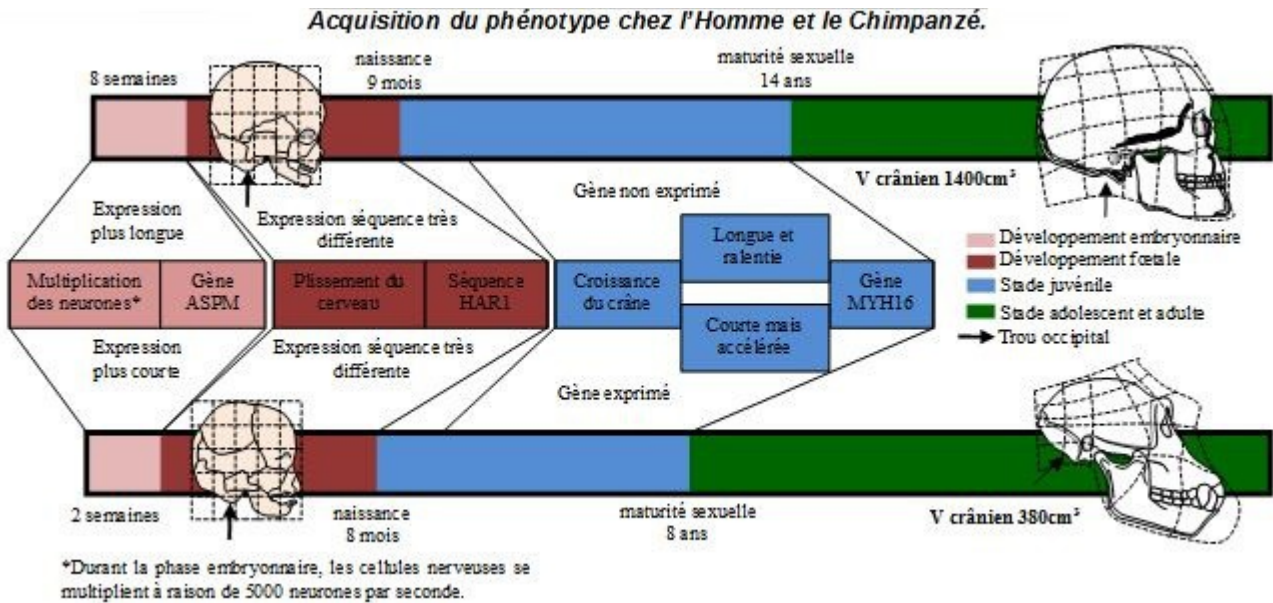 Acquisition du phénotype chez l'Homme et le Chimpanzé.
8 semaines
naissance
9 mois
maturité sexuelle
14 ans
V crânien 1400cm³
Expression
plus longue
Expression séquence très
différente
Gène non exprimé
Multiplication
des neurones*
Gène
ASPM
Plissement du
cerveau
Séquence
HAR1
Croissance
du crâne
Longue et
ralentie
Courte mais
accélérée
Gène
MYH16
Développement embryonnaire
Développement fœtale
Stade juvénile
Stade adolescent et adulte
Trou occipital
Expression
plus courte
Expression séquence très
différente
Gène exprimé
2 semaines
naissance
8 mois
maturité sexuelle
8 ans
V crânien 380cm³
*Durant la phase embryonnaire, les cellules nerveuses se
multiplient à raison de 5000 neurones par seconde.